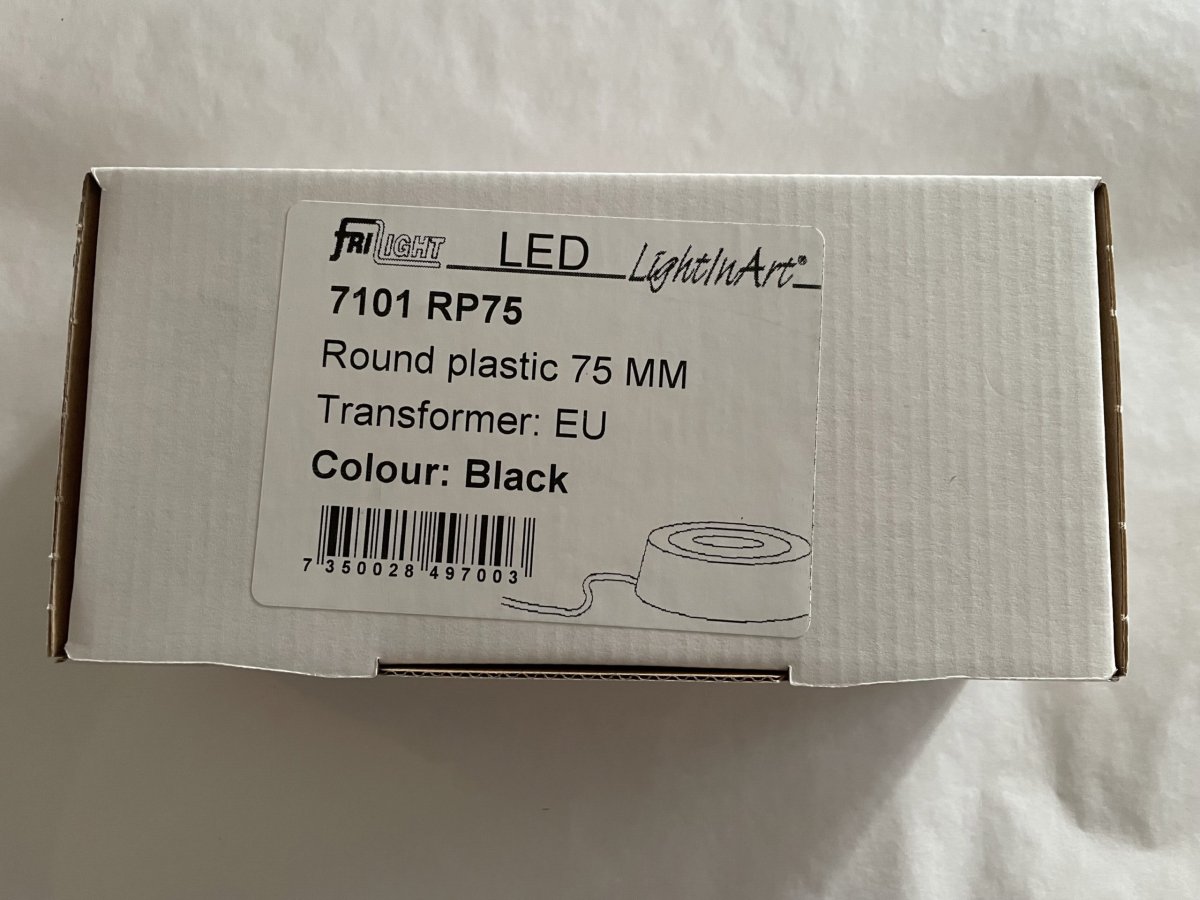 FRILIGHT LED LightInArt®
7101 RP75
Round plastic 75 MM
Transformer: EU
Colour: Black
7 350028 497003